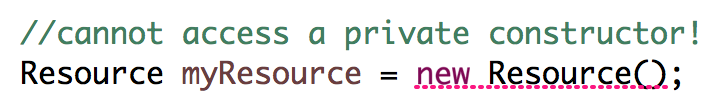 //cannot access a private constructor!
Resource myResource = new Resource();